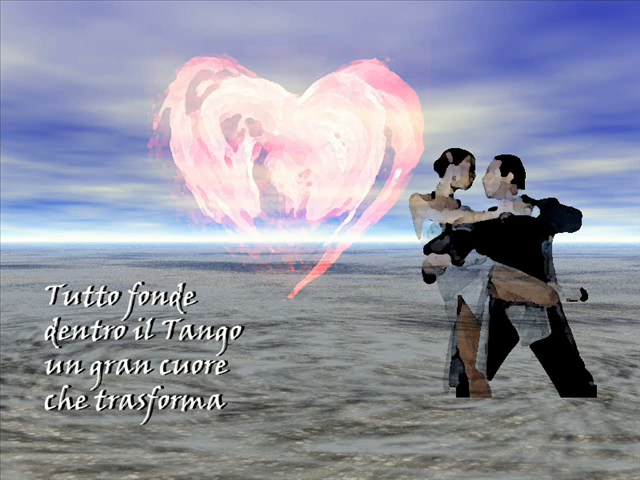 Tutto fonde
dentro il Tango
un gran cuore
che trasforma